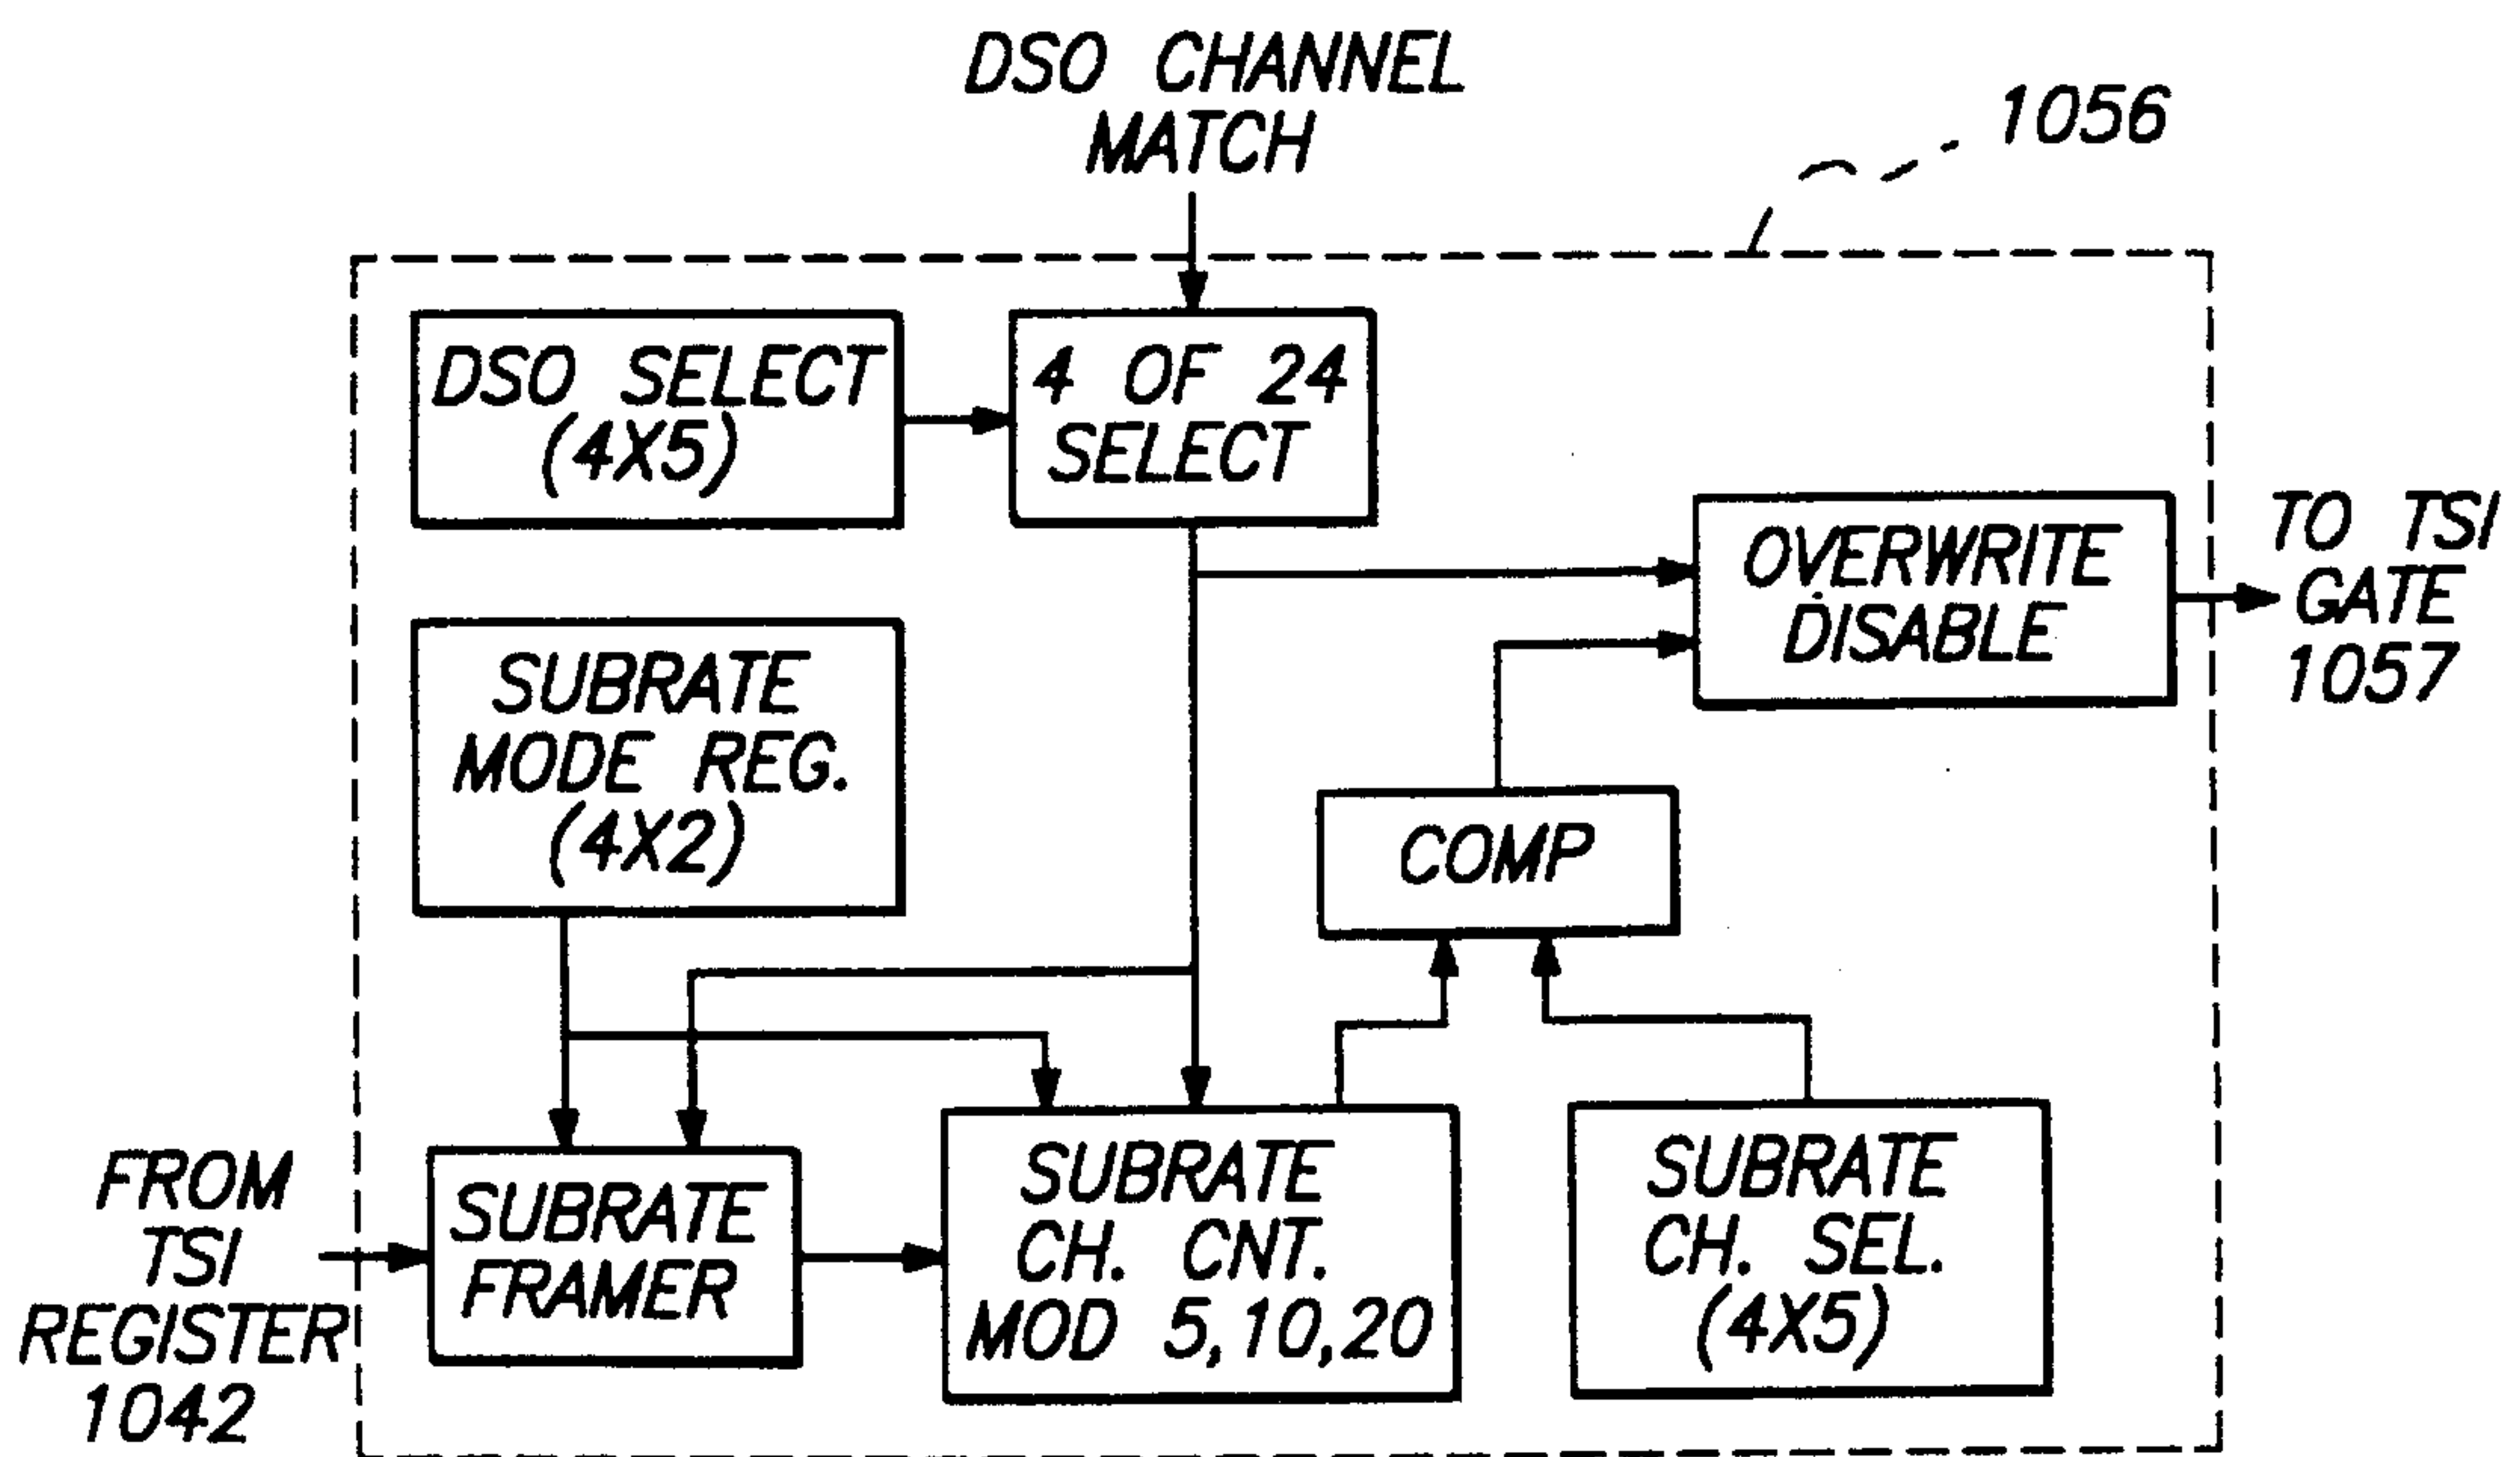 DSO CHANNEL
MATCH
1056
DSO SELECT
(4X5)
4 OF 24
SELECT
OVERWRITE
DISABLE
TO TSI
GATE
1057
SUBRATE
MODE REG.
(4X2)
COMP
FROM
TSI
REGISTER
1042
SUBRATE
FRAMER
SUBRATE
CH. CNT.
MOD 5,10,20
SUBRATE
CH. SEL.
(4X5)